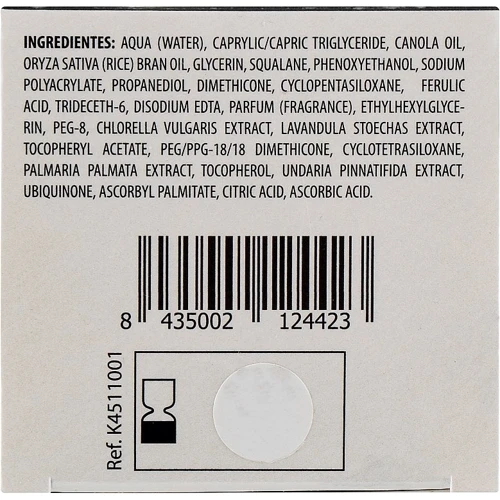 INGREDIENTES: AQUA (WATER), CAPRYLIC/CAPRIC TRIGLYCERIDE, CANOLA OIL,
ORYZA SATIVA (RICE) BRAN OIL, GLYCERIN, SQUALANE, PHENOXYETHANOL, SODIUM
POLYACRYLATE, PROPANEDIOL, DIMETHICONE, CYCLOPENTASILOXANE, FERULIC
ACID, TRIDECETH-6, DISODIUM EDTA, PARFUM (FRAGRANCE), ETHYLHEXYLGLYCE-
RIN, PEG-8, CHLORELLA VULGARIS EXTRACT, LAVANDULA STOECHAS EXTRACT,
TOCOPHERYL ACETATE, PEG/PPG-18/18 DIMETHICONE, CYCLOTETRASILOXANE,
PALMARIA PALMATA EXTRACT, TOCOPHEROL, UNDARIA PINNATIFIDA EXTRACT,
UBIQUINONE, ASCORBYL PALMITATE, CITRIC ACID, ASCORBIC ACID.
8 435002 124423
Ref. K4511001